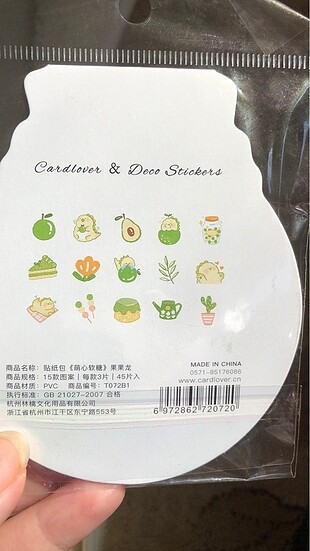 Cardlover & Deco Stickers
商品名称：贴纸包《萌心软糖》果果龙
商品规格：15款图案｜每款3片｜45片入
商品材质：PVC 商品编号：T072B1
执行标准：GB 21027-2007 合格
杭州林樆文化用品有限公司
浙江省杭州市江干区东宁路553号
MADE IN CHINA
0571-85176086
www.cardlover.cn
6 972862 720720